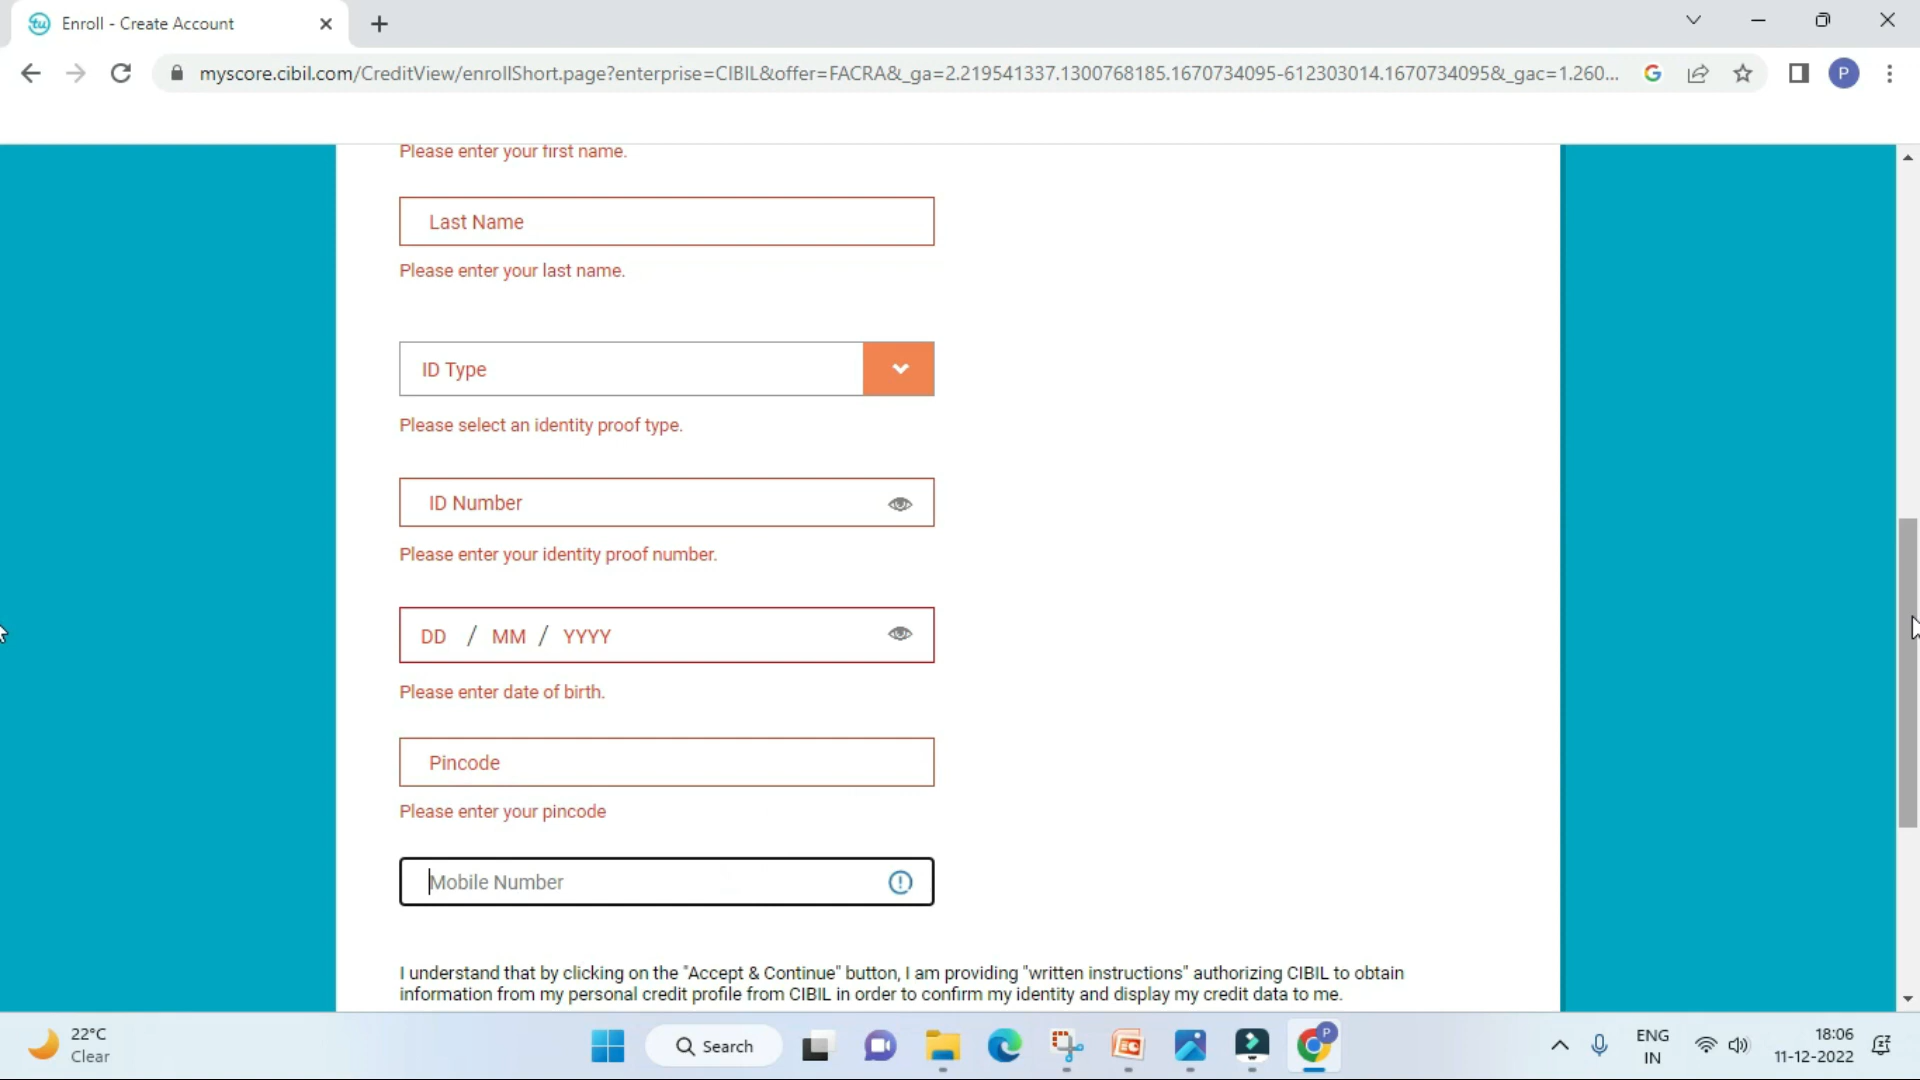 Enroll - Create Account
myscore.cibil.com/CreditView/enrollShort.page?enterprise=CIBIL&offer=FACRA&_ga=2.219541337.1300768185.1670734095-612303014.1670734095&_gac=1.260...
P
Please enter your first name.
Last Name
Please enter your last name.
ID Type
Please select an identity proof type.
ID Number
Please enter your identity proof number.
DD / MM / YYYY
Please enter date of birth.
Pincode
Please enter your pincode
Mobile Number
I understand that by clicking on the "Accept & Continue" button, I am providing "written instructions" authorizing CIBIL to obtain
information from my personal credit profile from CIBIL in order to confirm my identity and display my credit data to me.
22°C
Clear
Search
P
ENG
IN
18:06
11-12-2022